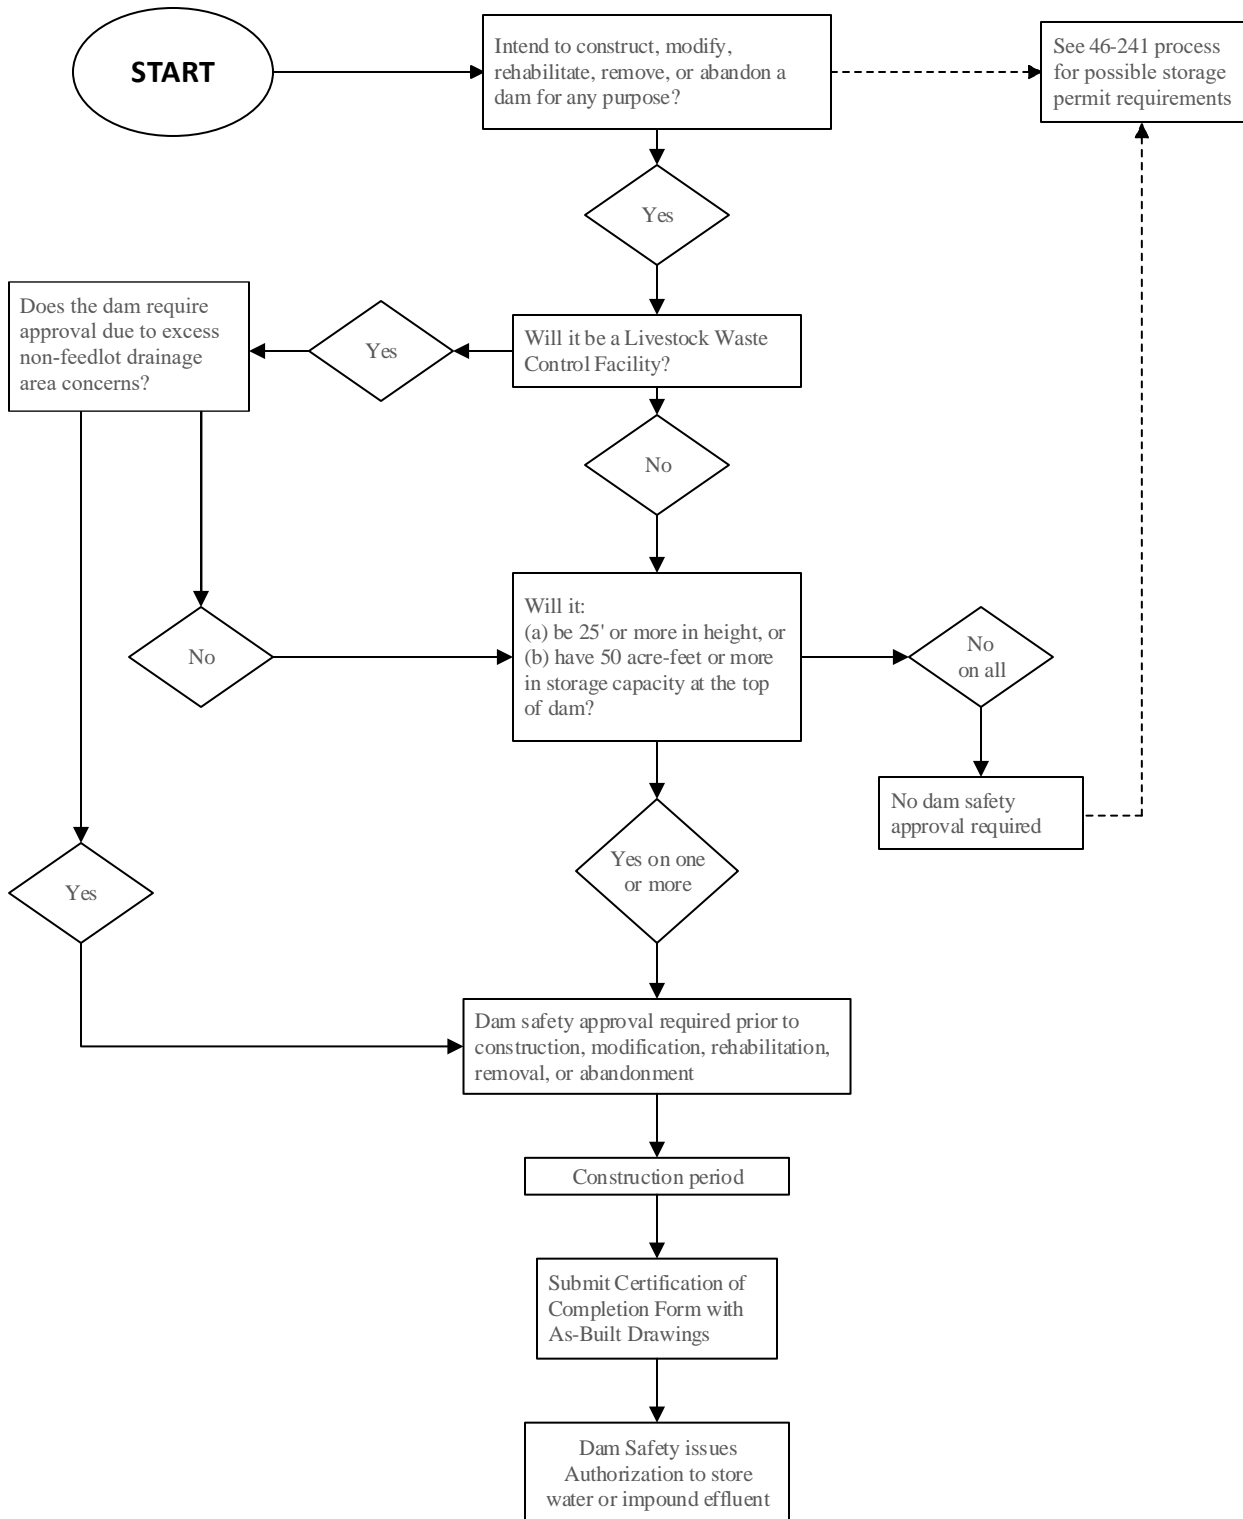 START
Intend to construct, modify,
rehabilitate, remove, or abandon a
dam for any purpose?
See 46-241 process
for possible storage
permit requirements
Yes
Does the dam require
approval due to excess
non-feedlot drainage
area concerns?
Yes
Will it be a Livestock Waste
Control Facility?
No
No
Will it:
(a) be 25' or more in height, or
(b) have 50 acre-feet or more
in storage capacity at the top
of dam?
No
on all
No dam safety
approval required
Yes
Yes on one
or more
Dam safety approval required prior to
construction, modification, rehabilitation,
removal, or abandonment
Construction period
Submit Certification of
Completion Form with
As-Built Drawings
Dam Safety issues
Authorization to store
water or impound effluent